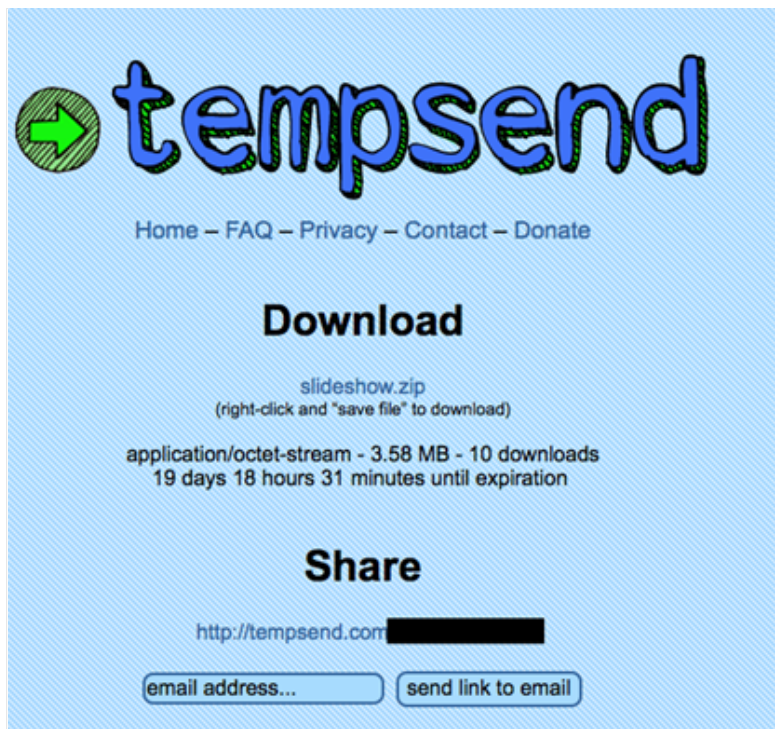 tempsend
Home – FAQ – Privacy – Contact – Donate
Download
slideshow.zip
(right-click and "save file" to download)
application/octet-stream - 3.58 MB - 10 downloads
19 days 18 hours 31 minutes until expiration
Share
http://tempsend.com
email address... send link to email